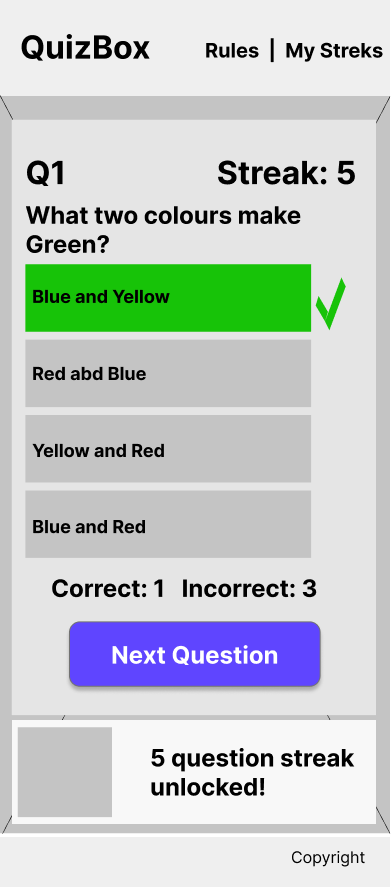 QuizBox
Rules | My Streks
Q1
Streak: 5
What two colours make
Green?
Blue and Yellow
Red abd Blue
Yellow and Red
Blue and Red
Correct: 1 Incorrect: 3
Next Question
5 question streak
unlocked!
Copyright